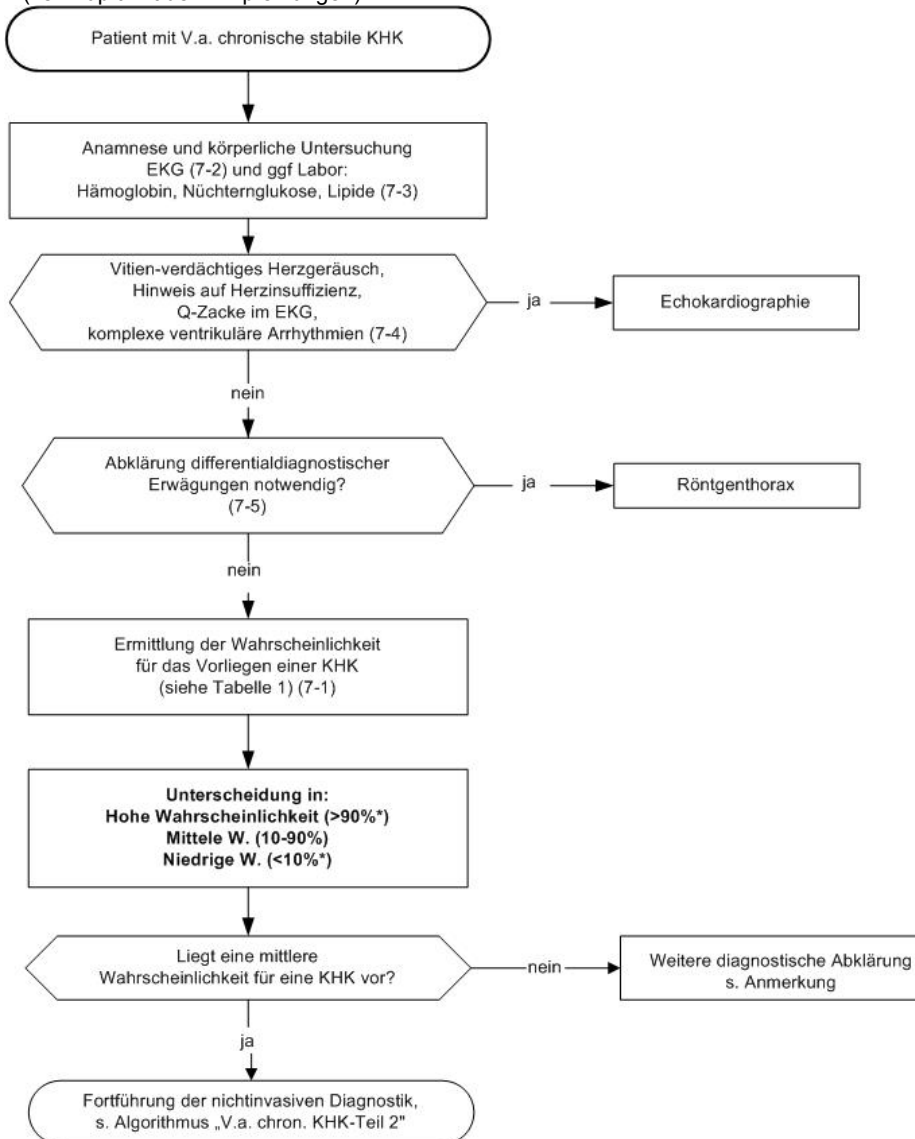 Patient mit V.a. chronische stabile KHK
Anamnese und körperliche Untersuchung
EKG (7-2) und ggf Labor:
Hämoglobin, Nüchternglukose, Lipide (7-3)
Vitien-verdächtiges Herzgeräusch,
Hinweis auf Herzinsuffizienz,
Q-Zacke im EKG,
komplexe ventrikuläre Arrhythmien (7-4)
ja
Echokardiographie
nein
Abklärung differentialdiagnostischer
Erwägungen notwendig?
(7-5)
ja
Röntgenthorax
nein
Ermittlung der Wahrscheinlichkeit
für das Vorliegen einer KHK
(siehe Tabelle 1) (7-1)
Unterscheidung in:
Hohe Wahrscheinlichkeit (>90%*)
Mittele W. (10-90%)
Niedrige W. (<10%*)
Liegt eine mittlere
Wahrscheinlichkeit für eine KHK vor?
nein
Weitere diagnostische Abklärung
s. Anmerkung
ja
Fortführung der nichtinvasiven Diagnostik,
s. Algorithmus „V.a. chron. KHK-Teil 2"